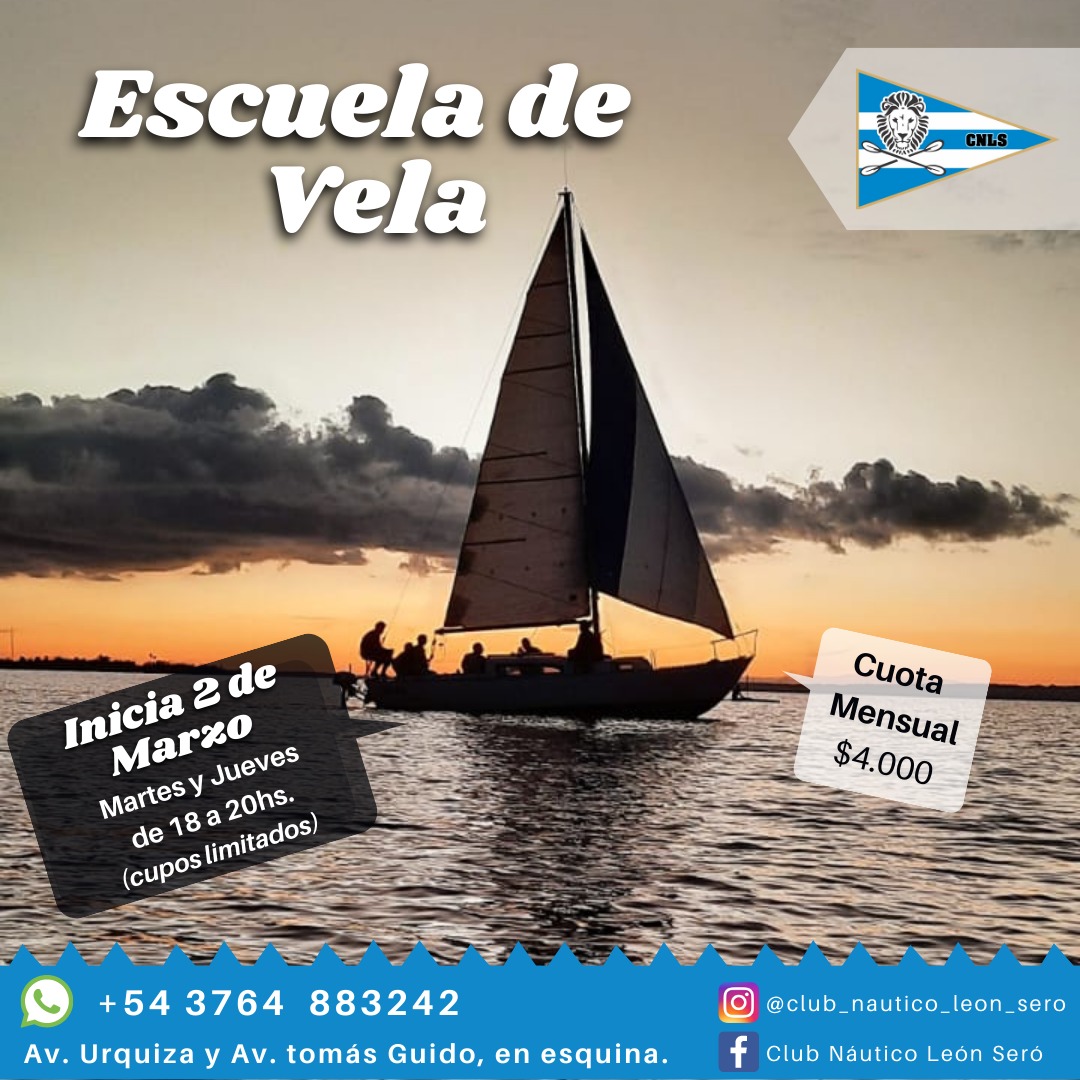 Escuela de
Vela
CNLS
Inicia 2 de
Marzo
Martes y Jueves
de 18 a 20hs.
(cupos limitados)
Cuota
Mensual
$4.000
+54 3764 883242
Av. Urquiza y Av. tomás Guido, en esquina.
@club_nautico_leon_sero
Club Náutico León Seró